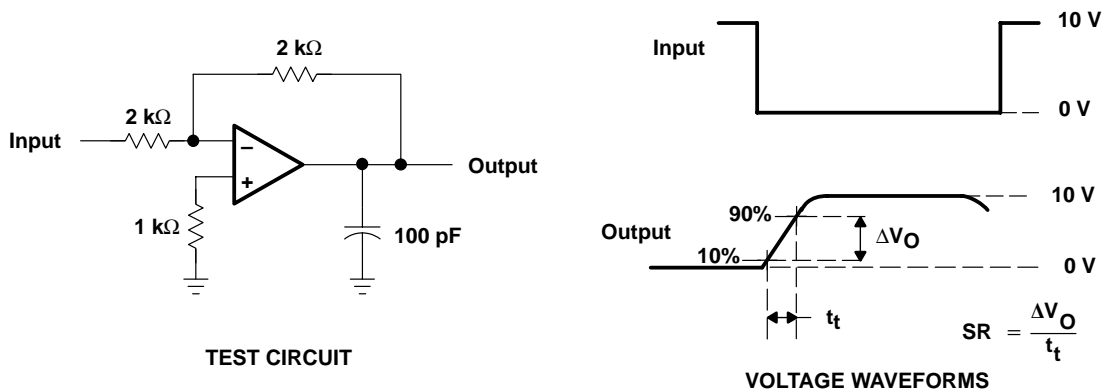 2 kΩ
2 kΩ
Input
−
+
Output
1 kΩ
100 pF
TEST CIRCUIT
10 V
Input
0 V
10 V
90%
ΔVO
Output
10%
0 V
tt
SR = ΔVO
tt
VOLTAGE WAVEFORMS